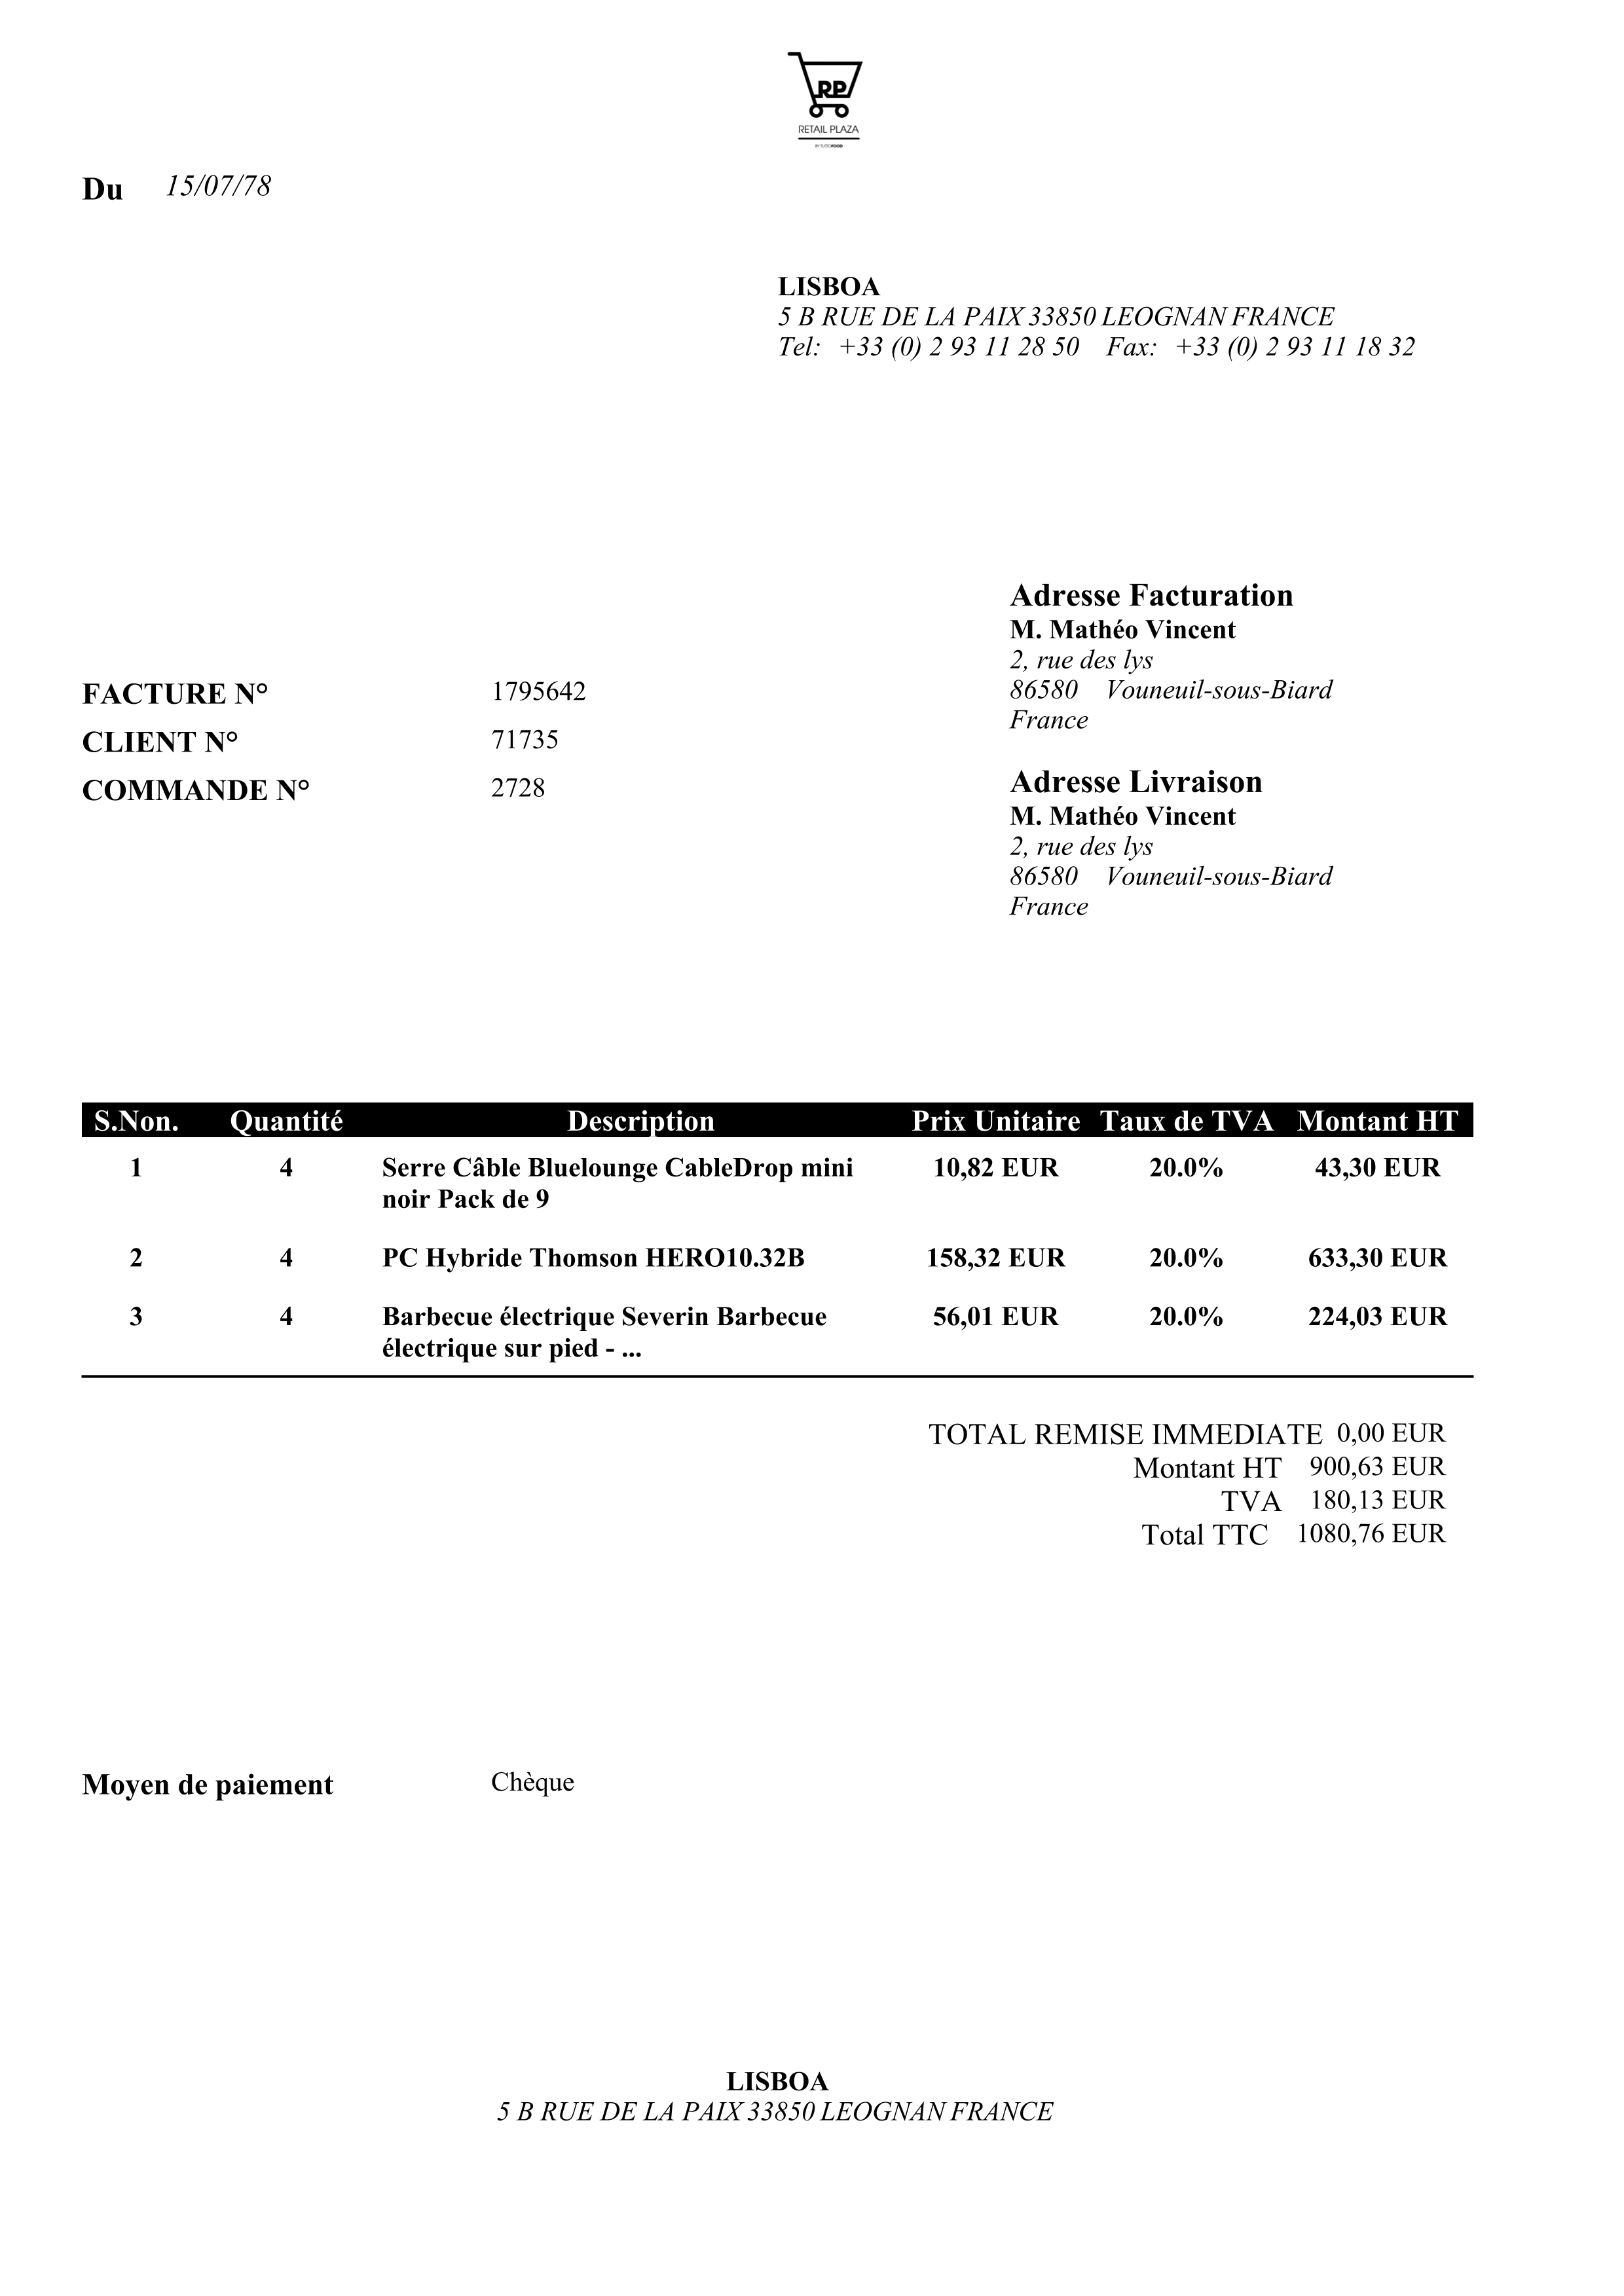 RP
RETAIL PLAZA
BY TUTTOFOOD
Du 15/07/78
LISBOA
5 B RUE DE LA PAIX 33850 LEOGNAN FRANCE
Tel: +33 (0) 2 93 11 28 50 Fax: +33 (0) 2 93 11 18 32
Adresse Facturation
M. Mathéo Vincent
2, rue des lys
86580 Vouneuil-sous-Biard
France
FACTURE N° 1795642
CLIENT N° 71735
COMMANDE N° 2728
Adresse Livraison
M. Mathéo Vincent
2, rue des lys
86580 Vouneuil-sous-Biard
France
S.Non. Quantité Description Prix Unitaire Taux de TVA Montant HT
1 4 Serre Câble Bluelounge CableDrop mini 10,82 EUR 20.0% 43,30 EUR
noir Pack de 9
2 4 PC Hybride Thomson HERO10.32B 158,32 EUR 20.0% 633,30 EUR
3 4 Barbecue électrique Severin Barbecue 56,01 EUR 20.0% 224,03 EUR
électrique sur pied - ...
TOTAL REMISE IMMEDIATE 0,00 EUR
Montant HT 900,63 EUR
TVA 180,13 EUR
Total TTC 1080,76 EUR
Moyen de paiement Chèque
LISBOA
5 B RUE DE LA PAIX 33850 LEOGNAN FRANCE